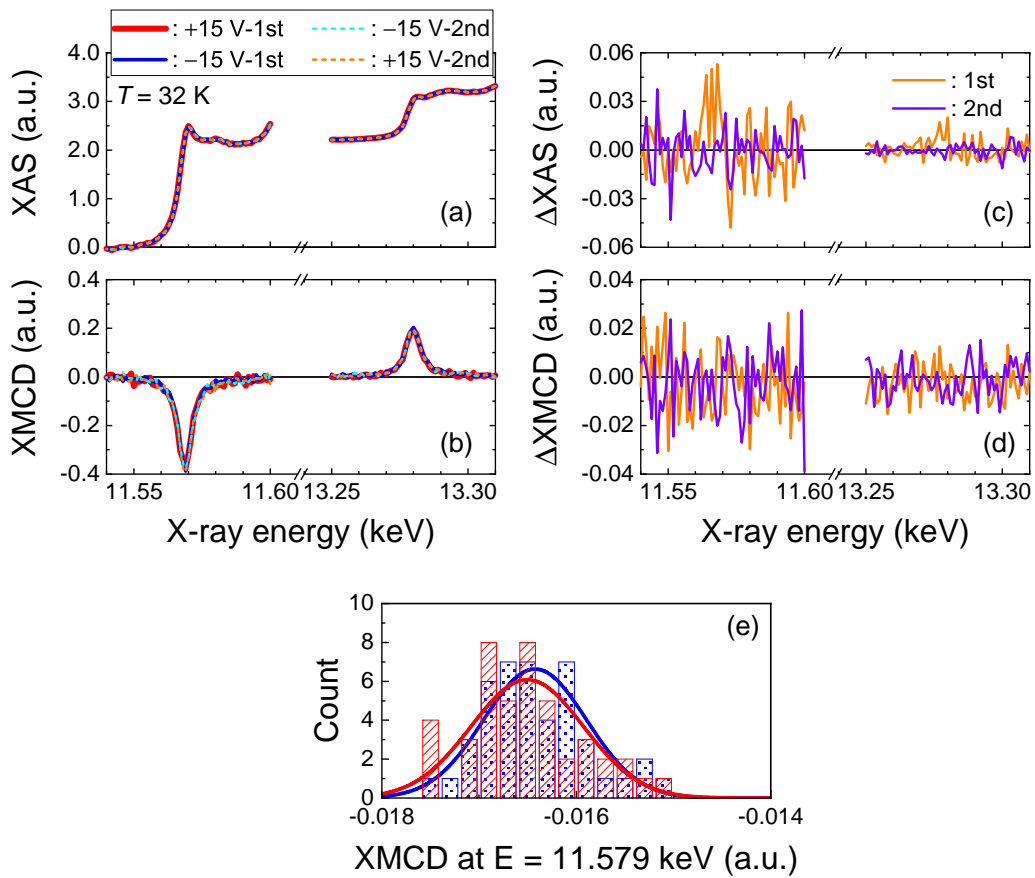 : +15 V-1st : −15 V-2nd
: −15 V-1st : +15 V-2nd
XAS (a.u.)
4.0
3.0
2.0
1.0
0.0
T = 32 K
(a)
XMCD (a.u.)
0.4
0.2
0.0
-0.2
-0.4
(b)
11.55 11.60 13.25 13.30
X-ray energy (keV)
ΔXAS (a.u.)
0.06
0.03
0.00
-0.03
-0.06
: 1st
: 2nd
(c)
ΔXMCD (a.u.)
0.04
0.02
0.00
-0.02
-0.04
(d)
11.55 11.60 13.25 13.30
X-ray energy (keV)
Count
10
8
6
4
2
0
(e)
-0.018 -0.016 -0.014
XMCD at E = 11.579 keV (a.u.)